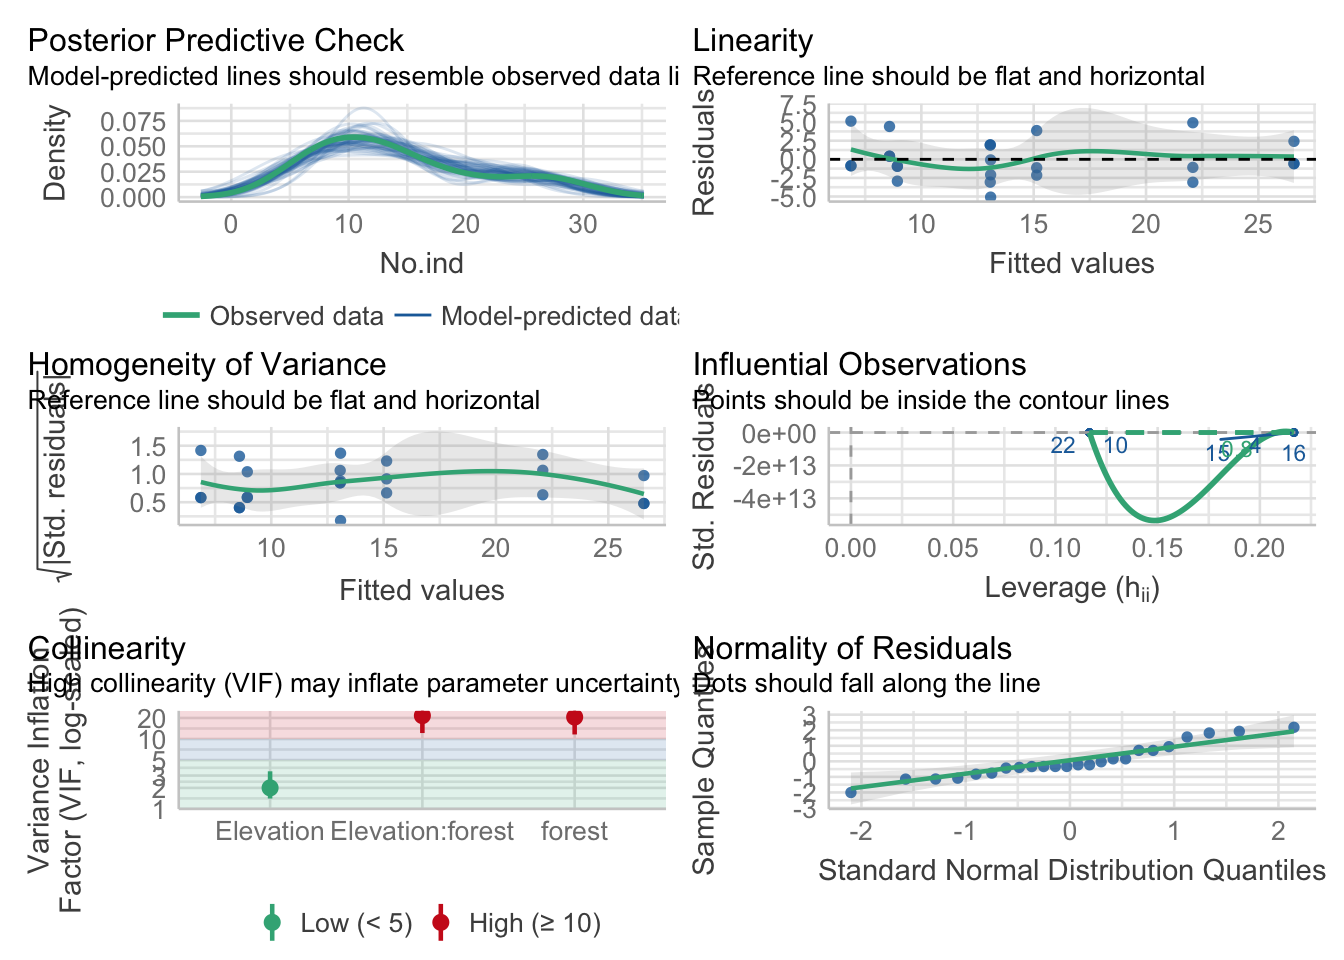 Posterior Predictive Check
Model-predicted lines should resemble observed data li
Density
0.075
0.050
0.025
0.000
0 10 20 30
No.ind
Observed data Model-predicted data
Linearity
Reference line should be flat and horizontal
Residuals
7.5
5.0
2.5
0.0
-2.5
-5.0
10 15 20 25
Fitted values
Homogeneity of Variance
Reference line should be flat and horizontal
√|Std. residuals|
1.5
1.0
0.5
10 15 20 25
Fitted values
Influential Observations
Points should be inside the contour lines
Std. Residuals
0e+00
-2e+13
-4e+13
22 10 15 4 16
0.8
0.00 0.05 0.10 0.15 0.20
Leverage (hii)
Collinearity
High collinearity (VIF) may inflate parameter uncertainty
Variance Inflation
Factor (VIF, log-scaled)
20
10
5
3
2
1
Elevation Elevation:forest forest
Low (< 5) High (≥ 10)
Normality of Residuals
Dots should fall along the line
Sample Quantiles
3
2
1
0
-1
-2
-3
-2 -1 0 1 2
Standard Normal Distribution Quantiles